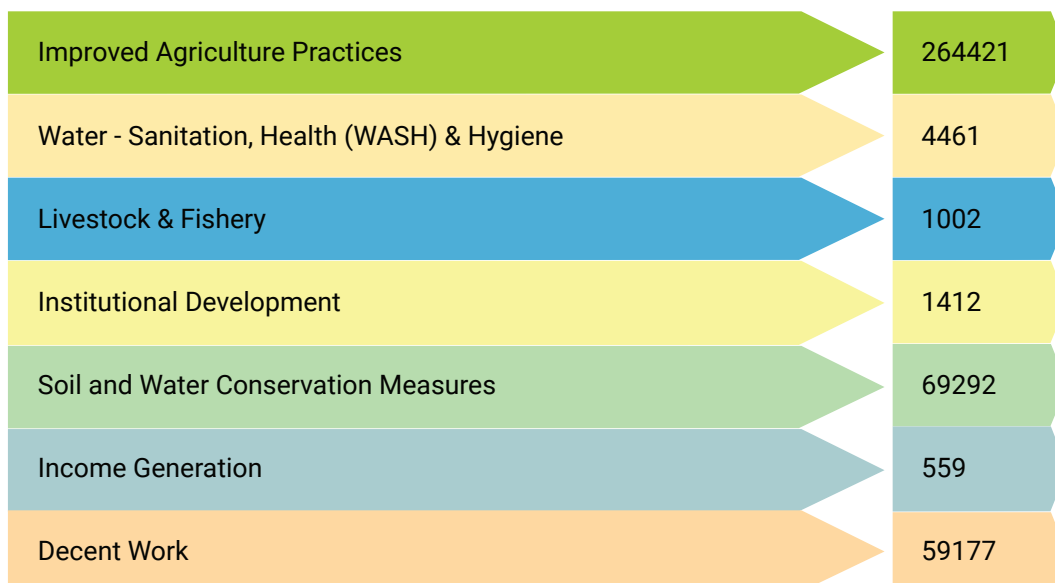 Improved Agriculture Practices 264421
Water - Sanitation, Health (WASH) & Hygiene 4461
Livestock & Fishery 1002
Institutional Development 1412
Soil and Water Conservation Measures 69292
Income Generation 559
Decent Work 59177